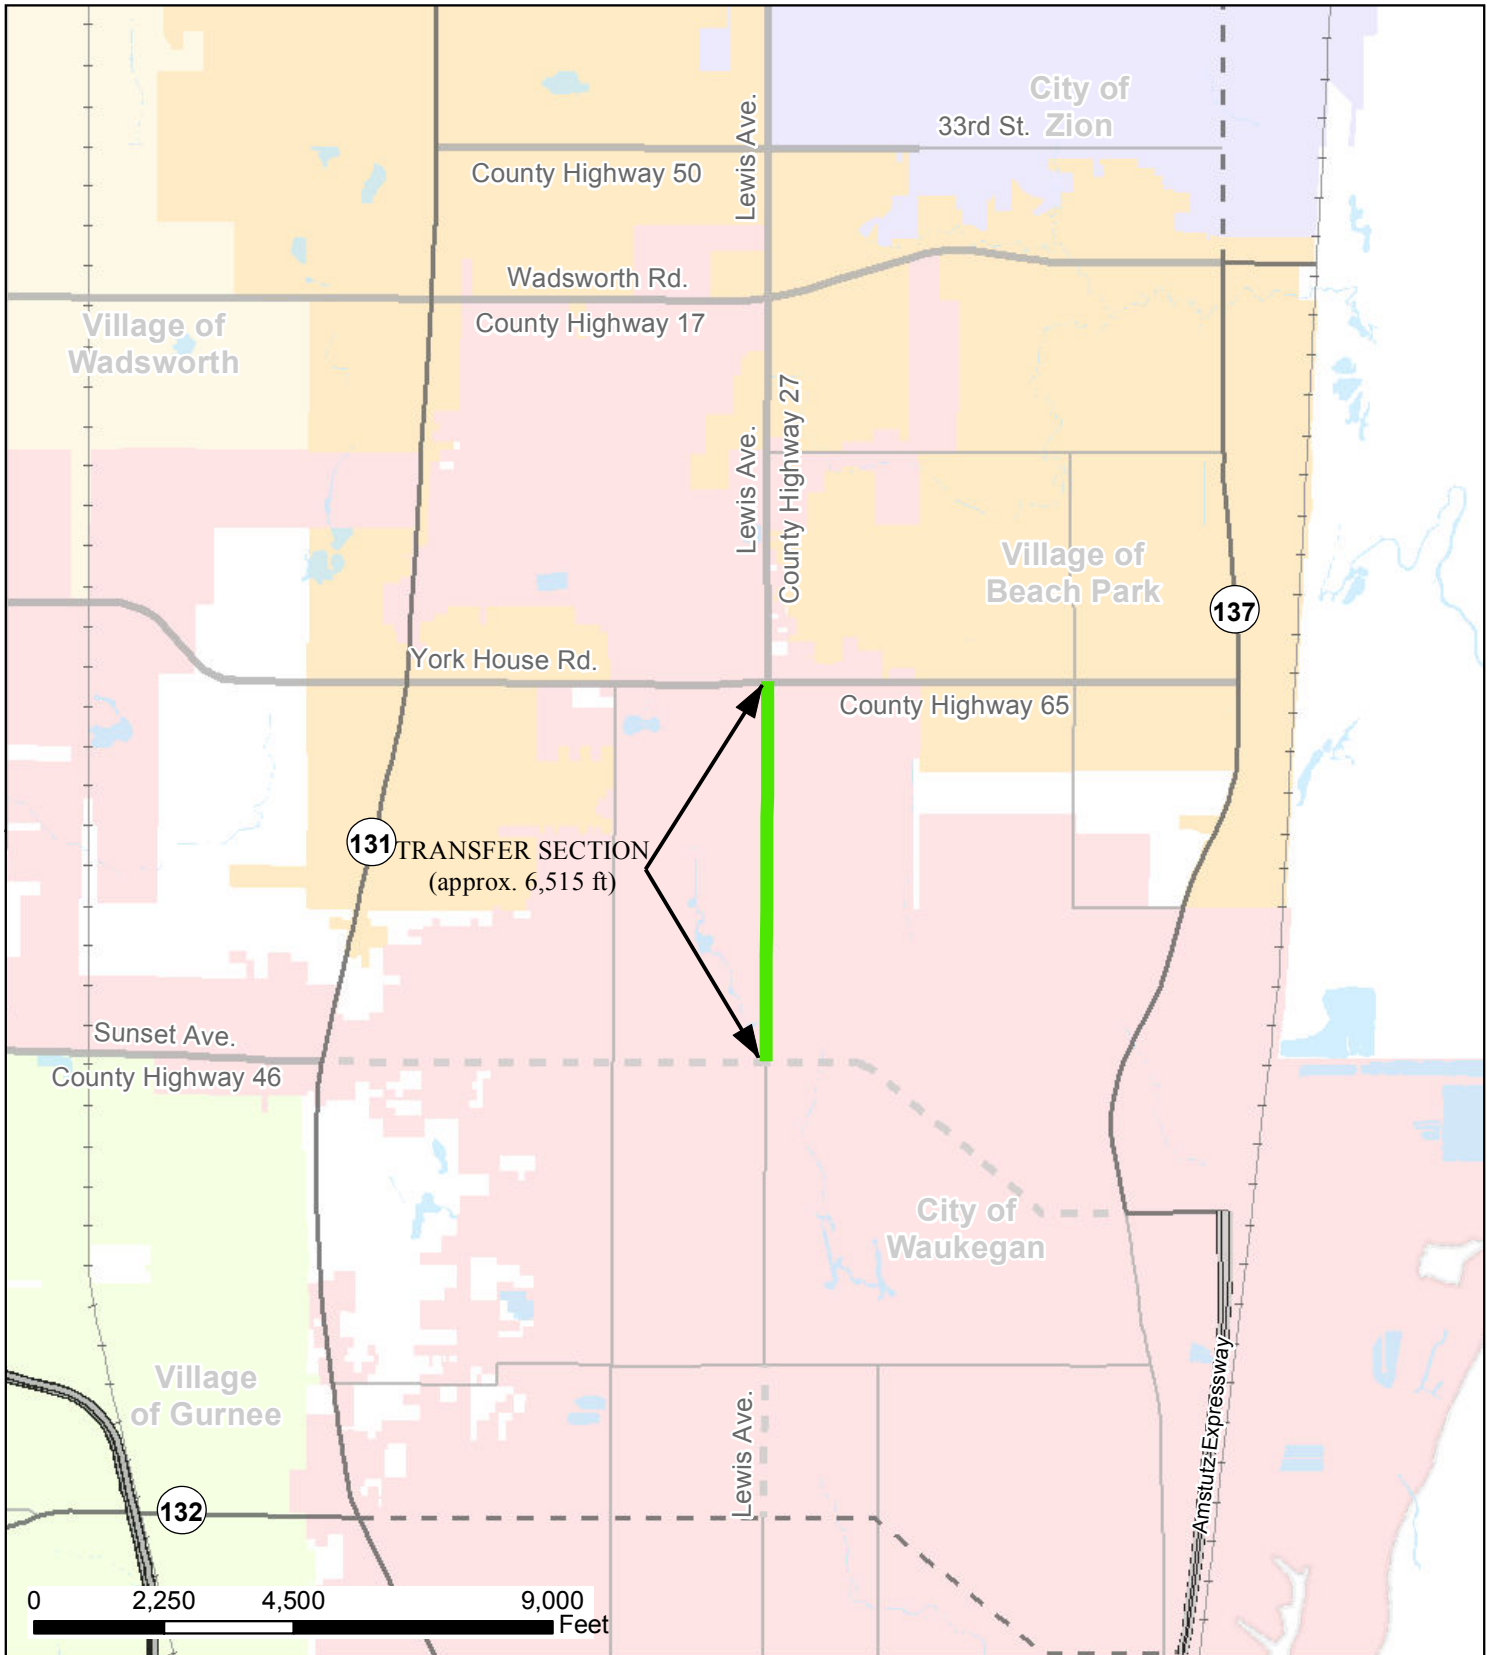 City of
Zion
33rd St.
Lewis Ave.
County Highway 50
Wadsworth Rd.
County Highway 17
Village of
Wadsworth
Lewis Ave.
County Highway 27
Village of
Beach Park
137
York House Rd.
County Highway 65
131
TRANSFER SECTION
(approx. 6,515 ft)
Sunset Ave.
County Highway 46
City of
Waukegan
Village
of Gurnee
Lewis Ave.
Amstutz Expressway
132
0 2,250 4,500 9,000
Feet